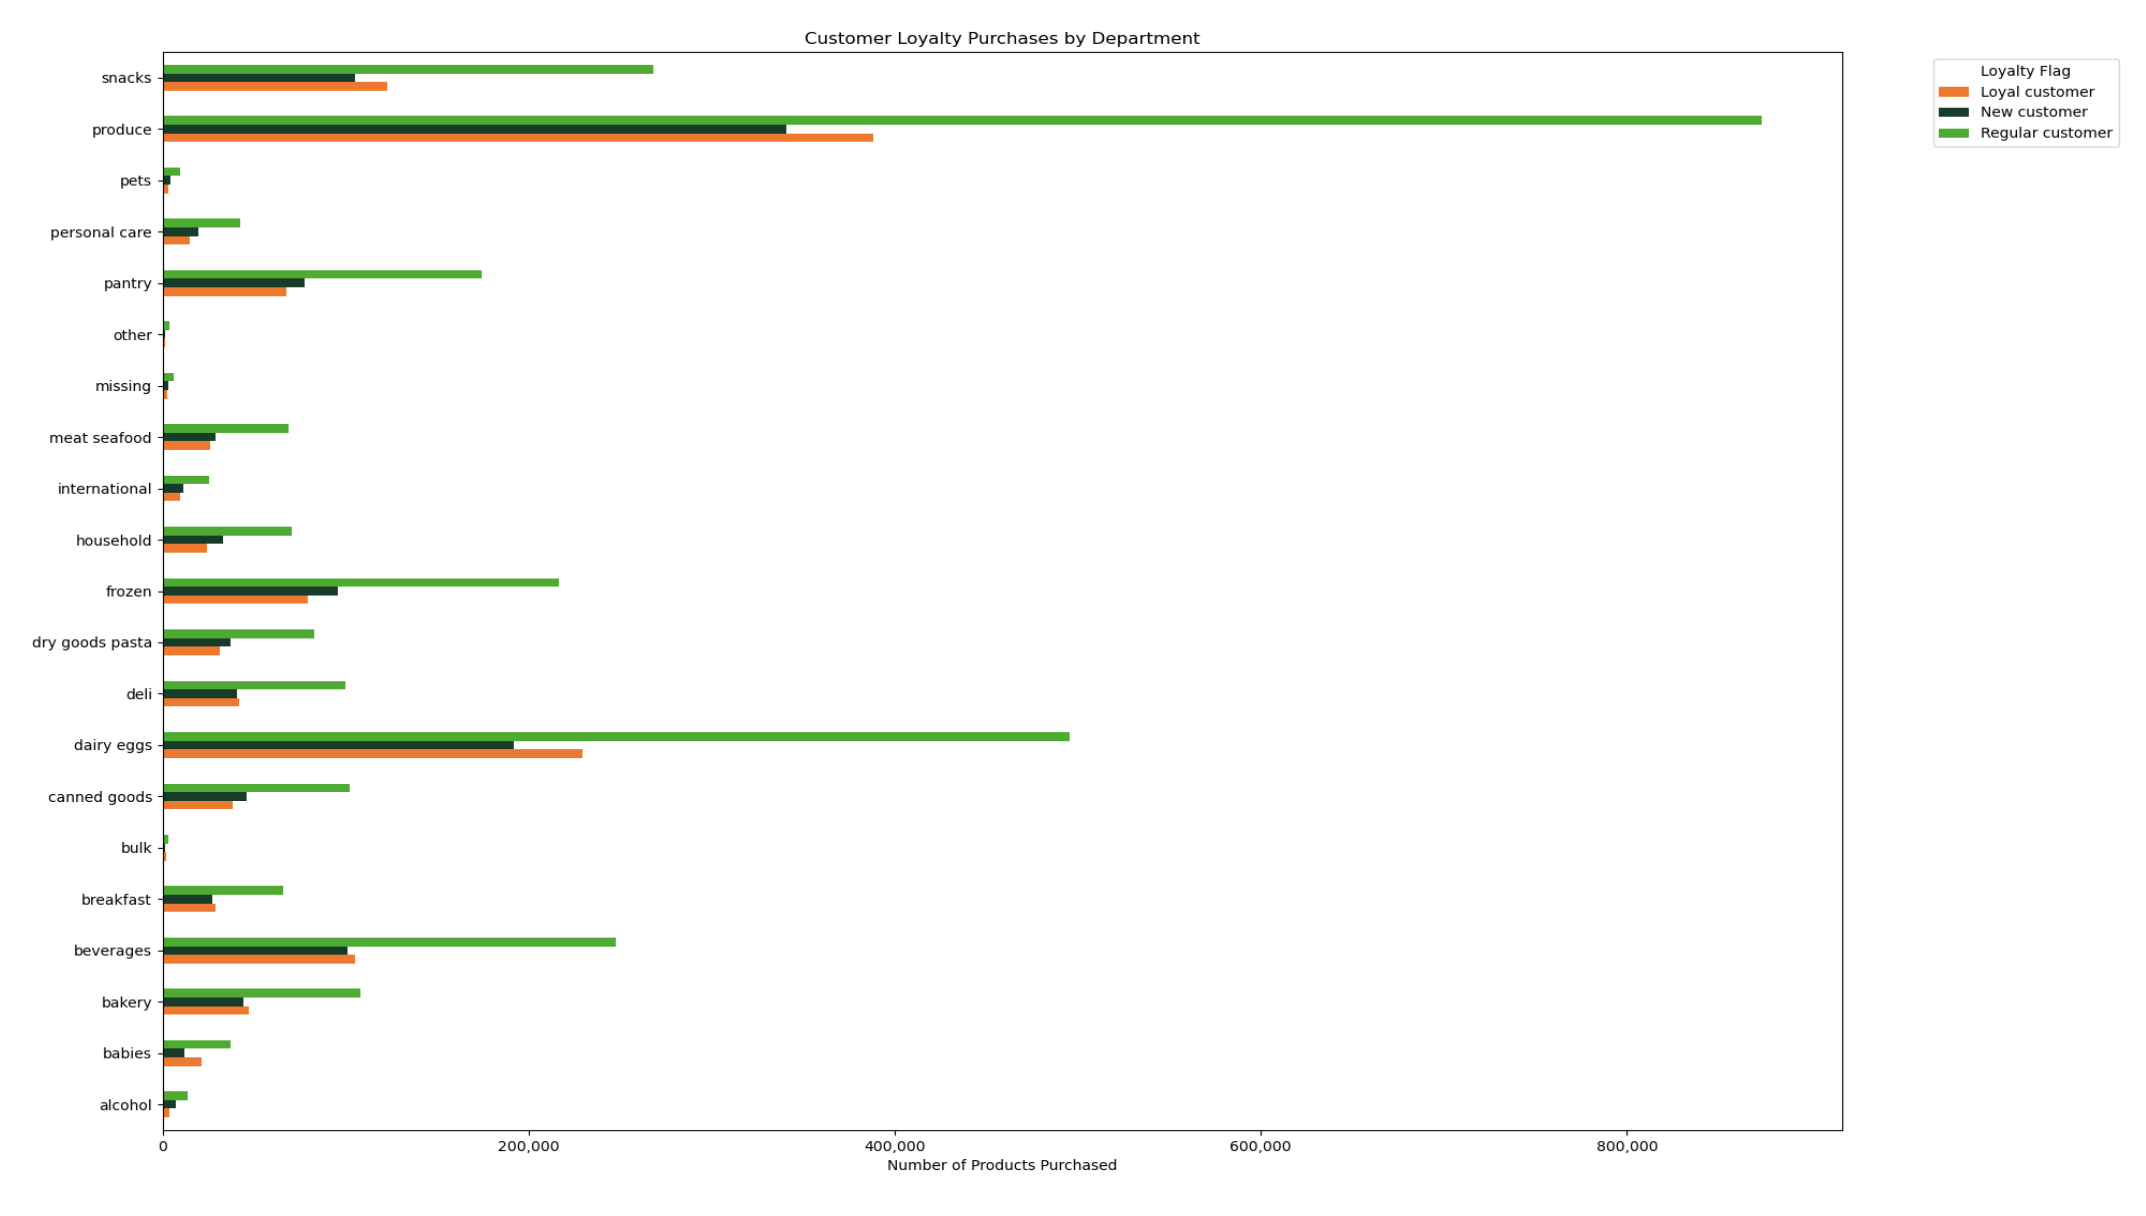 Customer Loyalty Purchases by Department
snacks
produce
pets
personal care
pantry
other
missing
meat seafood
international
household
frozen
dry goods pasta
deli
dairy eggs
canned goods
bulk
breakfast
beverages
bakery
babies
alcohol
0 200,000 400,000 600,000 800,000
Number of Products Purchased
Loyalty Flag
Loyal customer
New customer
Regular customer